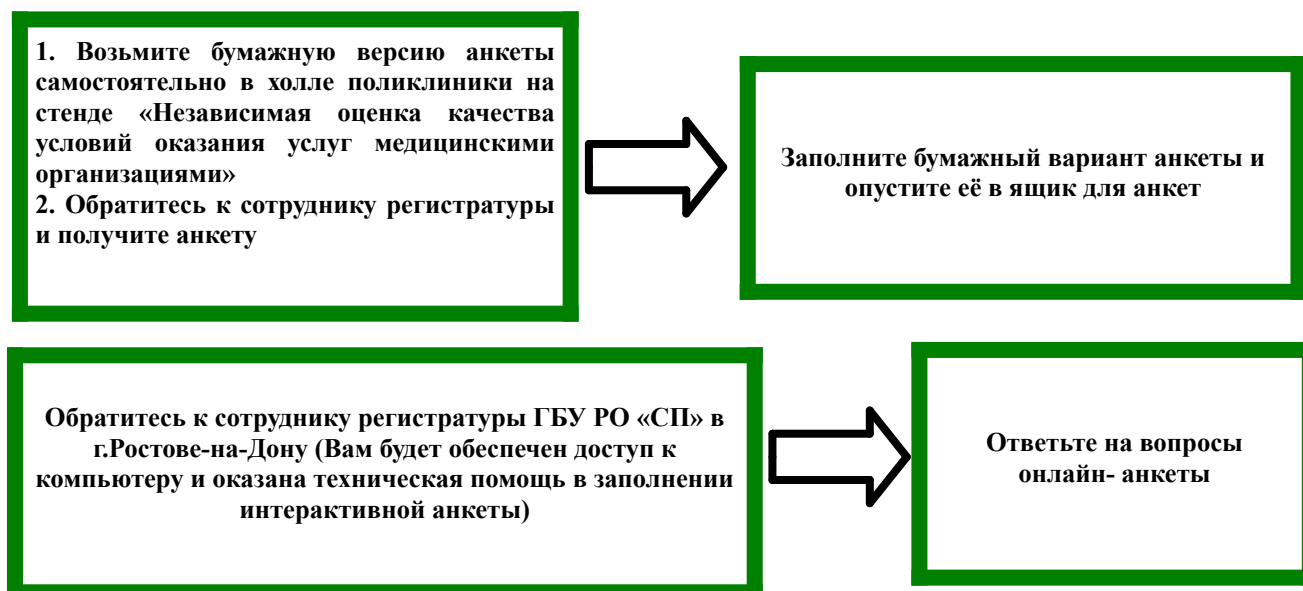 1. Возьмите бумажную версию анкеты
самостоятельно в холле поликлиники на
стенде «Независимая оценка качества
условий оказания услуг медицинскими
организациями»
2. Обратитесь к сотруднику регистратуры
и получите анкету
Заполните бумажный вариант анкеты и
опустите её в ящик для анкет
Обратитесь к сотруднику регистратуры ГБУ РО «СП» в
г.Ростове-на-Дону (Вам будет обеспечен доступ к
компьютеру и оказана техническая помощь в заполнении
интерактивной анкеты)
Ответьте на вопросы
онлайн- анкеты